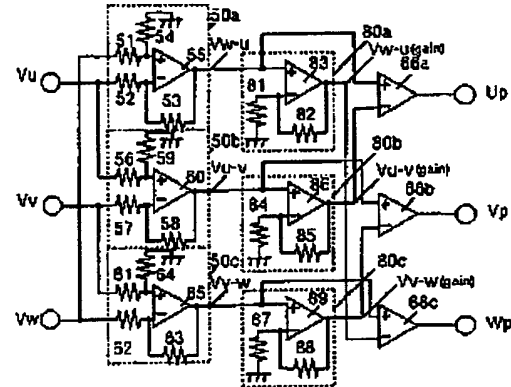 50a
54
51
55
Vw-u
80a
83
Vw-u(gain)
66a
Vu
52
53
81
82
Up
50b
59
56
60
Vu-v
80b
86
Vu-v(gain)
66b
Vv
57
58
84
85
Vp
50c
64
61
65
Vv-w
80c
89
Vv-w(gain)
66c
Vw
52
63
87
88
Wp